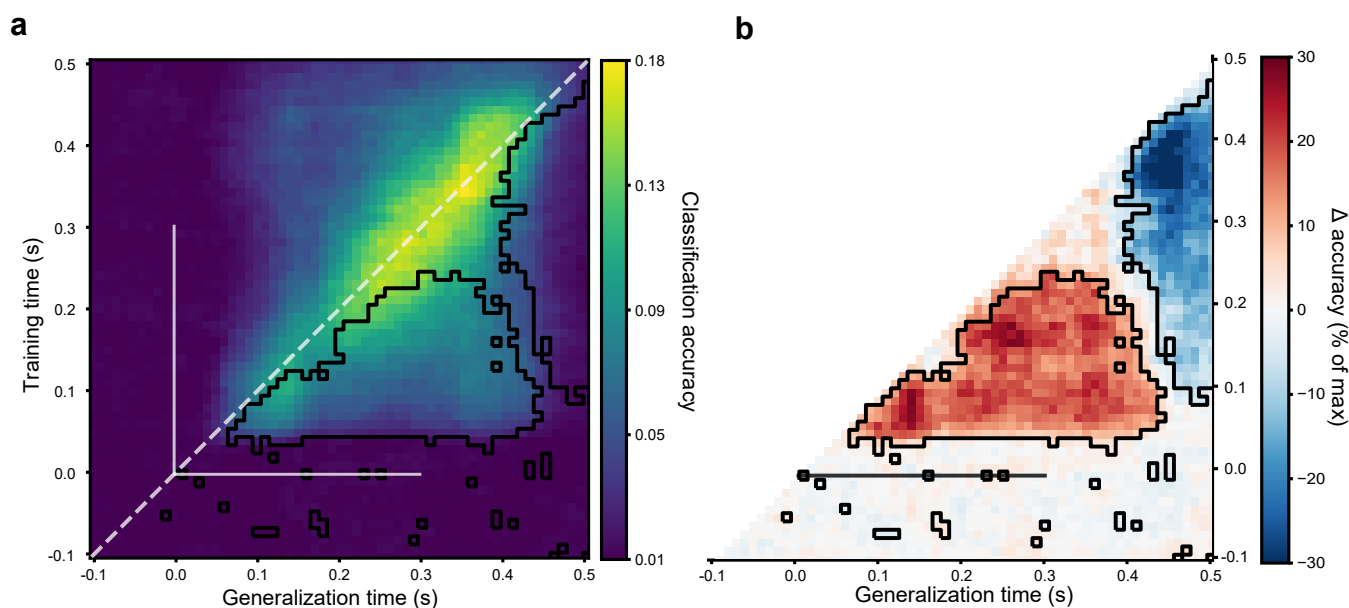 a
0.5
0.4
0.3
0.2
0.1
0.0
-0.1
Training time (s)
-0.1 0.0 0.1 0.2 0.3 0.4 0.5
Generalization time (s)
0.18
0.13
0.09
0.05
0.01
Classification accuracy
b
0.5
0.4
0.3
0.2
0.1
0.0
-0.1
-0.1 0.0 0.1 0.2 0.3 0.4 0.5
Generalization time (s)
30
20
10
0
−10
−20
−30
Δ accuracy (% of max)